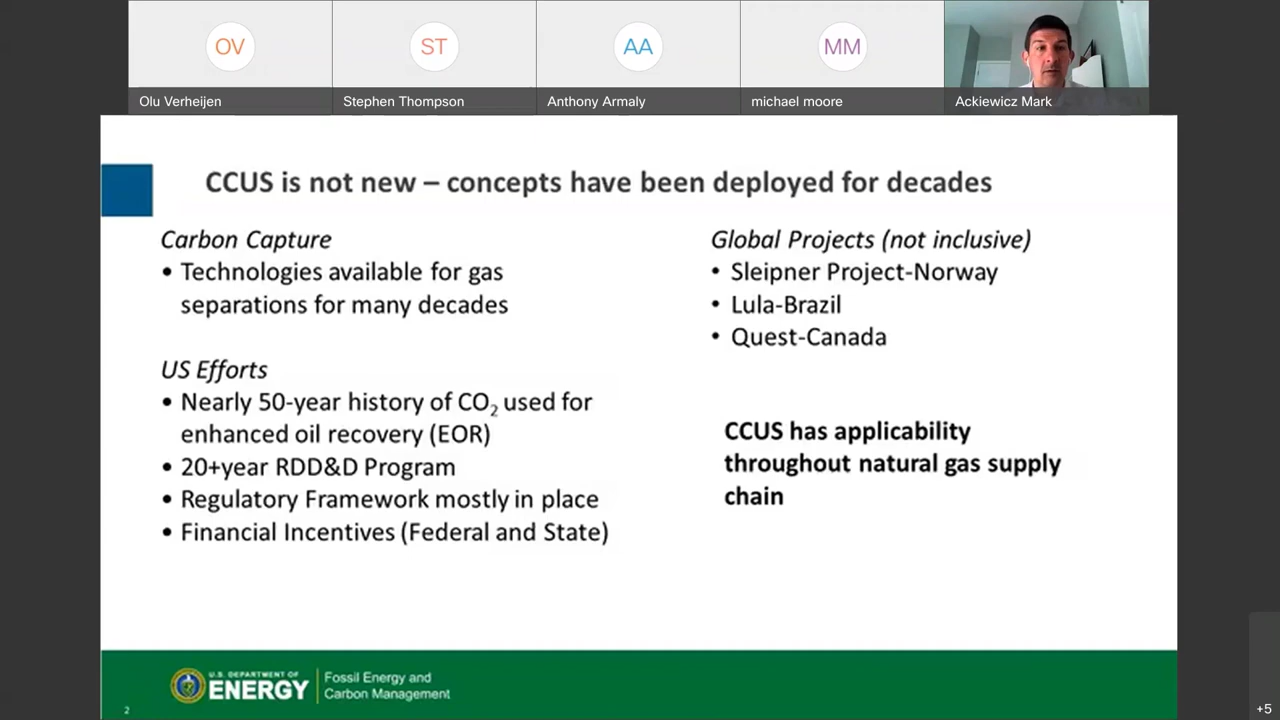 OV
ST
AA
MM
Olu Verheijen
Stephen Thompson
Anthony Armaly
michael moore
Ackiewicz Mark
CCUS is not new – concepts have been deployed for decades
Carbon Capture
• Technologies available for gas
separations for many decades
US Efforts
• Nearly 50-year history of CO₂ used for
enhanced oil recovery (EOR)
• 20+year RDD&D Program
• Regulatory Framework mostly in place
• Financial Incentives (Federal and State)
Global Projects (not inclusive)
• Sleipner Project-Norway
• Lula-Brazil
• Quest-Canada
CCUS has applicability
throughout natural gas supply
chain
2
U.S. DEPARTMENT OF
ENERGY
Fossil Energy and
Carbon Management
+5